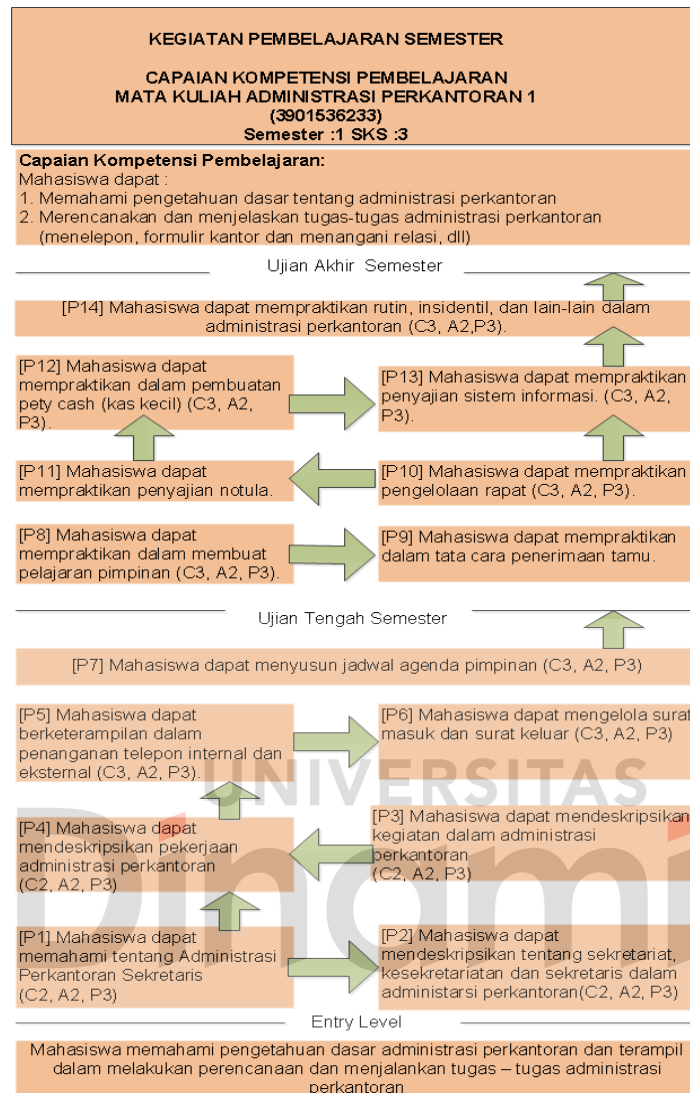 KEGIATAN PEMBELAJARAN SEMESTER
CAPAIAN KOMPETENSI PEMBELAJARAN
MATA KULIAH ADMINISTRASI PERKANTORAN 1
(3901536233)
Semester :1 SKS :3
Capaian Kompetensi Pembelajaran:
Mahasiswa dapat :
1. Memahami pengetahuan dasar tentang administrasi perkantoran
2. Merencanakan dan menjelaskan tugas-tugas administrasi perkantoran
(menelepon, formulir kantor dan menangani relasi, dll)
Ujian Akhir Semester
[P14] Mahasiswa dapat mempraktikan rutin, insidentil, dan lain-lain dalam
administrasi perkantoran (C3, A2,P3).
[P12] Mahasiswa dapat
mempraktikan dalam pembuatan
pety cash (kas kecil) (C3, A2,
P3).
[P13] Mahasiswa dapat mempraktikan
penyajian sistem informasi. (C3, A2,
P3).
[P11] Mahasiswa dapat
mempraktikan penyajian notula.
[P10] Mahasiswa dapat mempraktikan
pengelolaan rapat (C3, A2, P3).
[P8] Mahasiswa dapat
mempraktikan dalam membuat
pelajaran pimpinan (C3, A2, P3).
[P9] Mahasiswa dapat mempraktikan
dalam tata cara penerimaan tamu.
Ujian Tengah Semester
[P7] Mahasiswa dapat menyusun jadwal agenda pimpinan (C3, A2, P3)
[P5] Mahasiswa dapat
berketerampilan dalam
penanganan telepon internal dan
eksternal (C3, A2, P3).
[P6] Mahasiswa dapat mengelola surat
masuk dan surat keluar (C3, A2, P3)
UNIVERSITAS
Dinami
[P4] Mahasiswa dapat
mendeskripsikan pekerjaan
administrasi perkantoran
(C2, A2, P3)
[P3] Mahasiswa dapat mendeskripsikan
kegiatan dalam administrasi
perkantoran
(C2, A2, P3)
[P1] Mahasiswa dapat
memahami tentang Administrasi
Perkantoran Sekretaris
(C2, A2, P3)
[P2] Mahasiswa dapat
mendeskripsikan tentang sekretariat,
kesekretariatan dan sekretaris dalam
administarsi perkantoran(C2, A2, P3)
Entry Level
Mahasiswa memahami pengetahuan dasar administrasi perkantoran dan terampil
dalam melakukan perencanaan dan menjalankan tugas – tugas administrasi
perkantoran